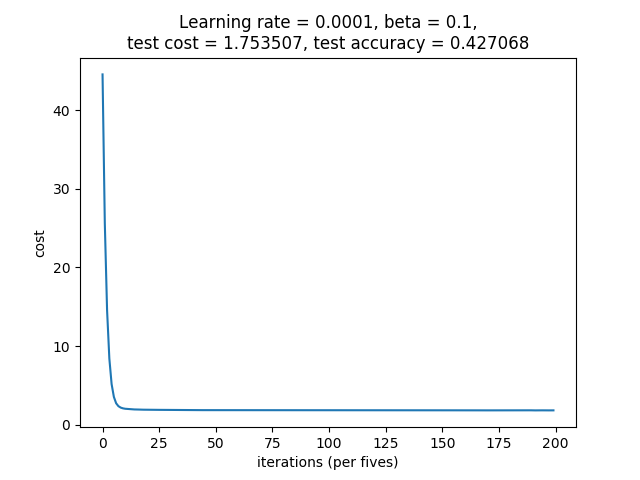 Learning rate = 0.0001, beta = 0.1,
test cost = 1.753507, test accuracy = 0.427068
40
30
20
10
0
cost
0 25 50 75 100 125 150 175 200
iterations (per fives)